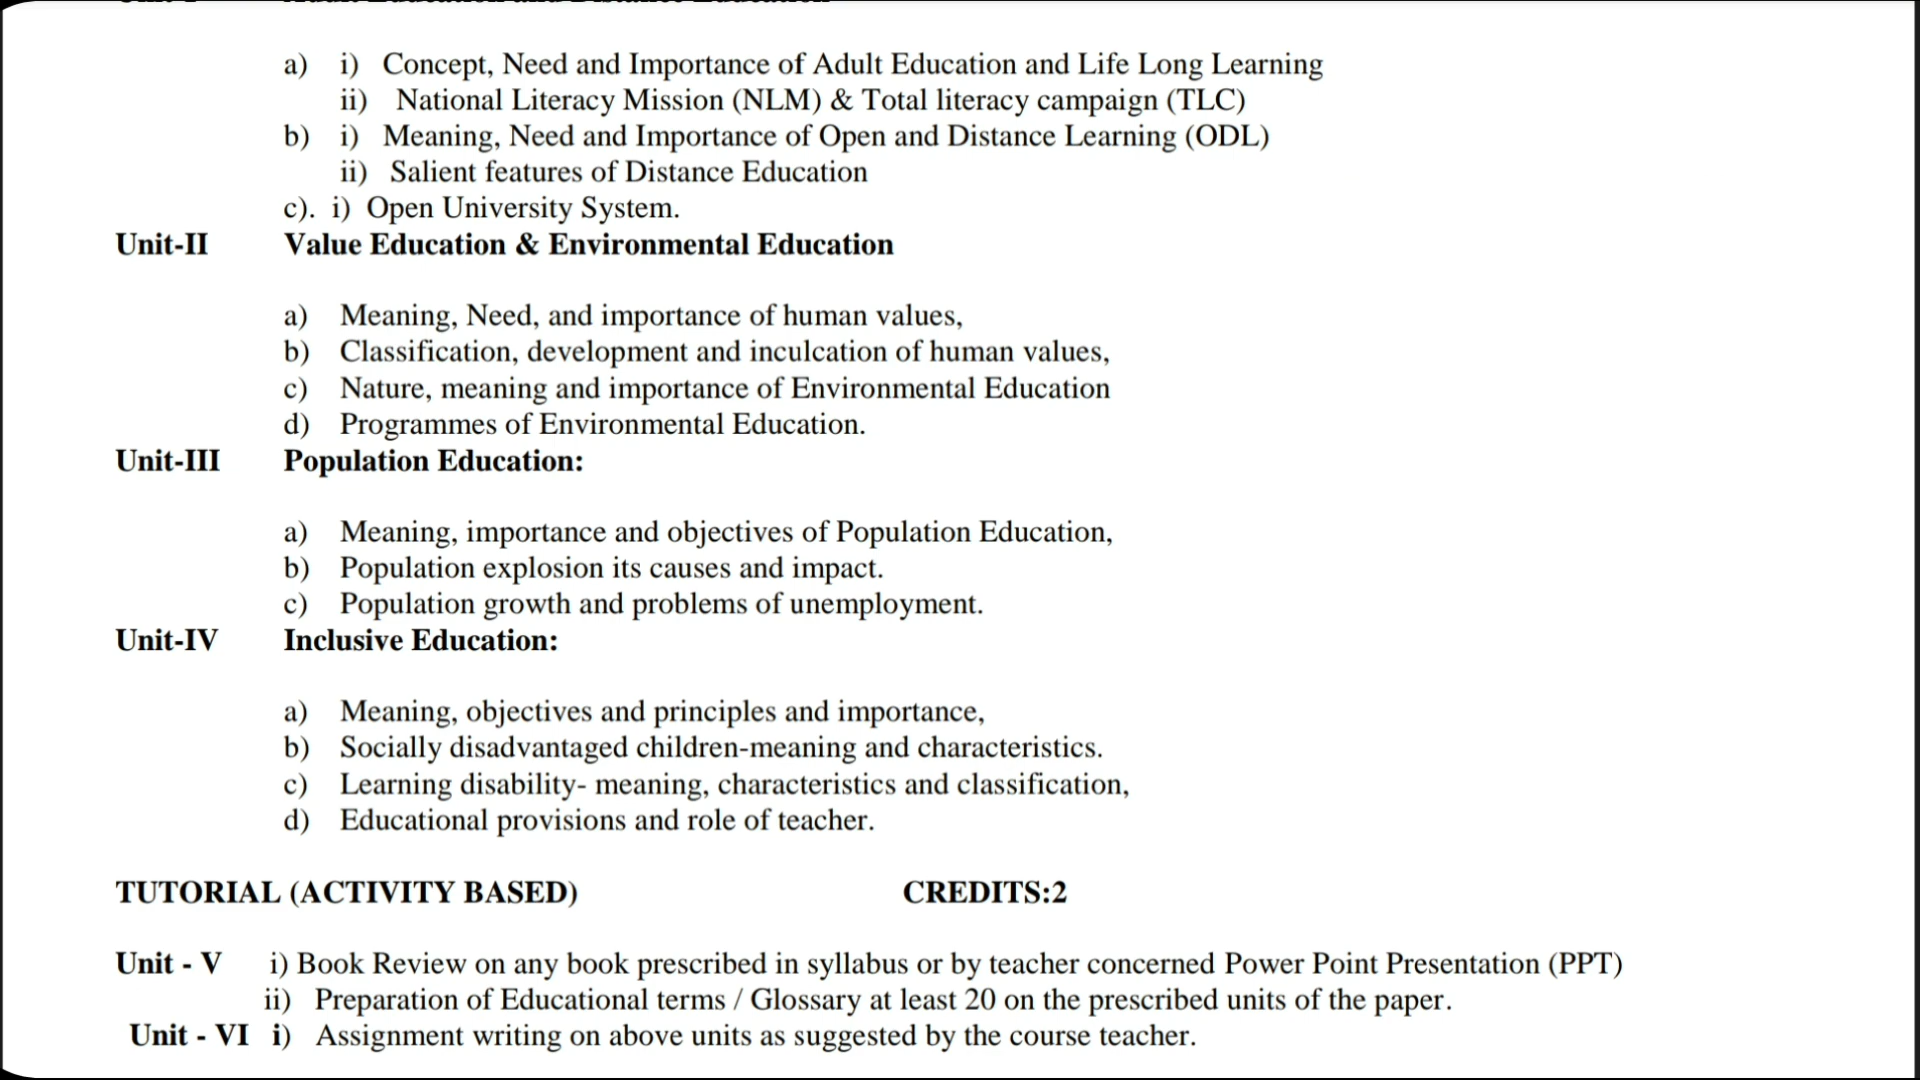 a) i) Concept, Need and Importance of Adult Education and Life Long Learning
ii) National Literacy Mission (NLM) & Total literacy campaign (TLC)
b) i) Meaning, Need and Importance of Open and Distance Learning (ODL)
ii) Salient features of Distance Education
c). i) Open University System.
Unit-II Value Education & Environmental Education
a) Meaning, Need, and importance of human values,
b) Classification, development and inculcation of human values,
c) Nature, meaning and importance of Environmental Education
d) Programmes of Environmental Education.
Unit-III Population Education:
a) Meaning, importance and objectives of Population Education,
b) Population explosion its causes and impact.
c) Population growth and problems of unemployment.
Unit-IV Inclusive Education:
a) Meaning, objectives and principles and importance,
b) Socially disadvantaged children-meaning and characteristics.
c) Learning disability- meaning, characteristics and classification,
d) Educational provisions and role of teacher.
TUTORIAL (ACTIVITY BASED) CREDITS:2
Unit - V i) Book Review on any book prescribed in syllabus or by teacher concerned Power Point Presentation (PPT)
ii) Preparation of Educational terms / Glossary at least 20 on the prescribed units of the paper.
Unit - VI i) Assignment writing on above units as suggested by the course teacher.